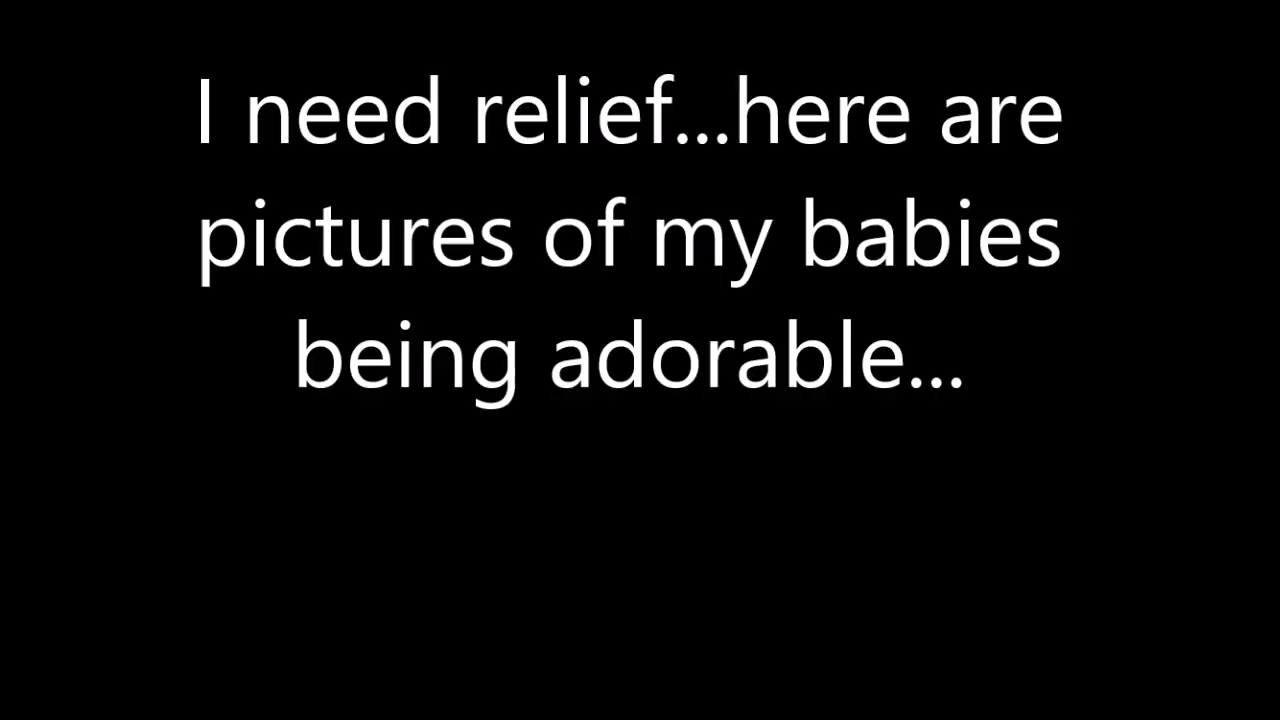 I need relief...here are
pictures of my babies
being adorable...